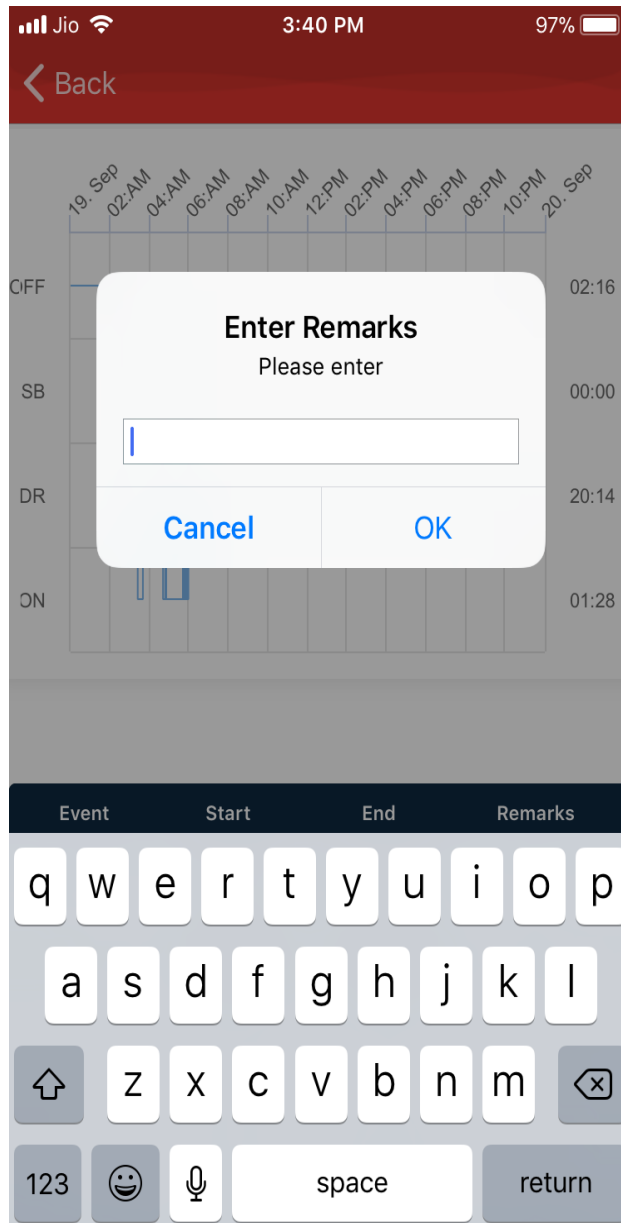 Jio 3:40 PM 97%
Back
19. Sep 02:AM 04:AM 06:AM 08:AM 10:AM 12:PM 02:PM 04:PM 06:PM 08:PM 10:PM 20. Sep
OFF 02:16
Enter Remarks
Please enter
SB 00:00
DR 20:14
Cancel OK
ON 01:28
Event Start End Remarks
q w e r t y u i o p
a s d f g h j k l
z x c v b n m
123 space return